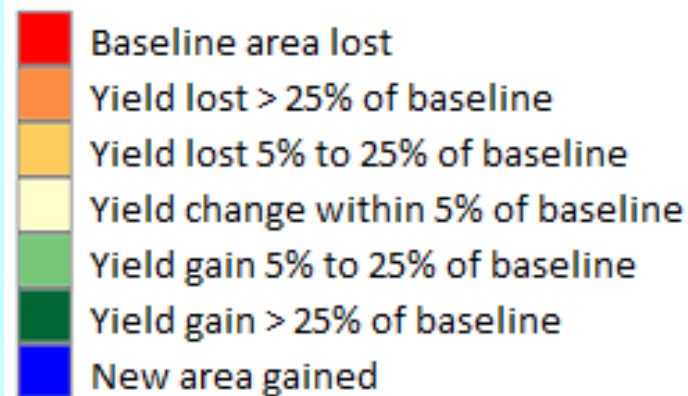 Baseline area lost
Yield lost > 25% of baseline
Yield lost 5% to 25% of baseline
Yield change within 5% of baseline
Yield gain 5% to 25% of baseline
Yield gain > 25% of baseline
New area gained